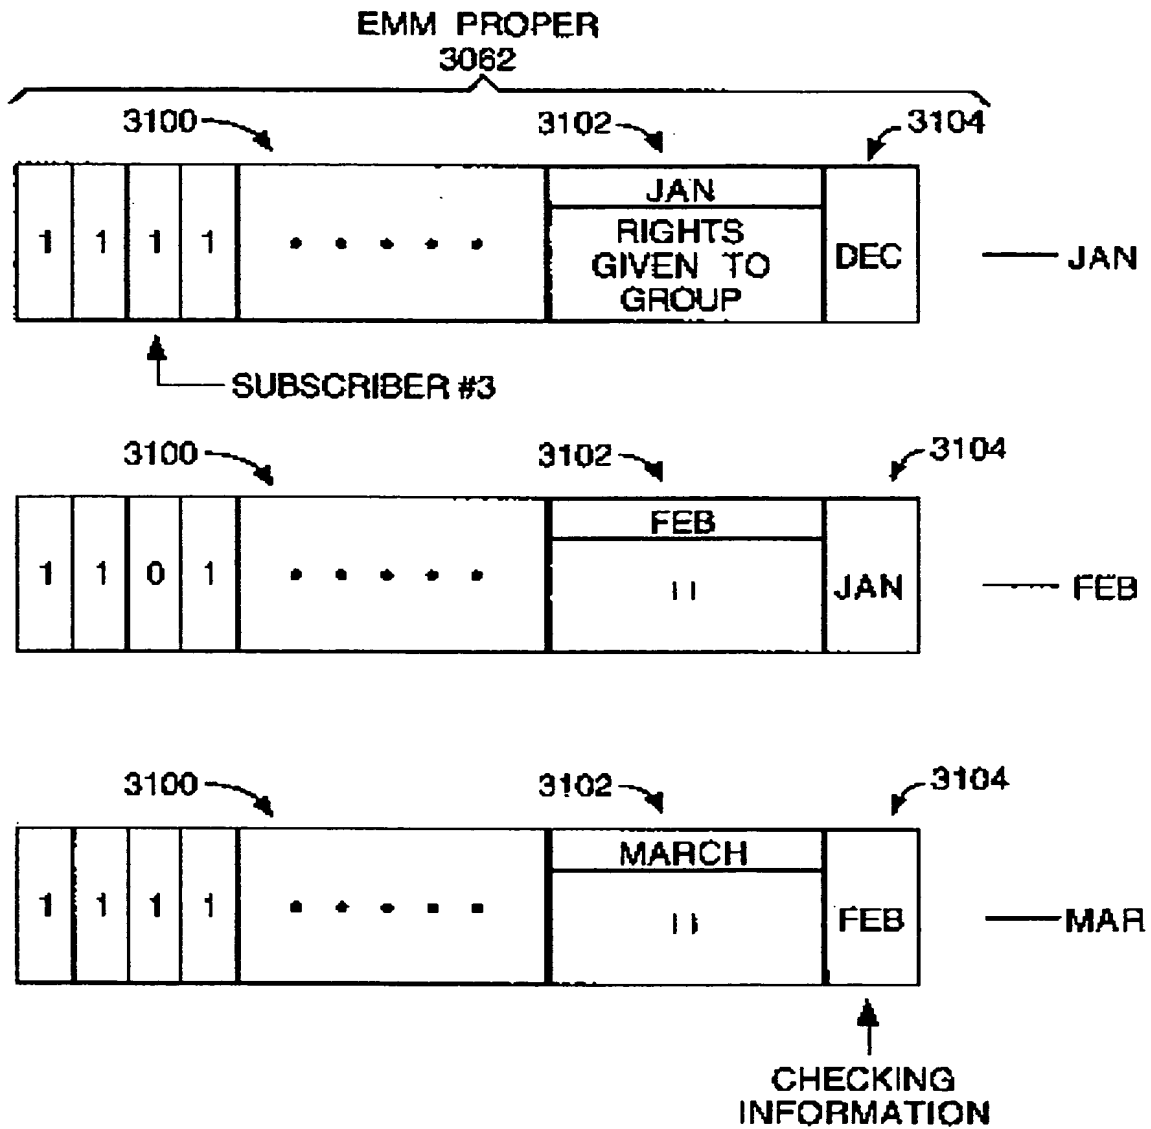 EMM PROPER
3062
3100 3102 3104
1 1 1 1 • • • • • JAN
RIGHTS
GIVEN TO
GROUP
DEC JAN
SUBSCRIBER #3
3100 3102 3104
1 1 0 1 • • • • • FEB
" JAN FEB
3100 3102 3104
1 1 1 1 • • • • • MARCH
" FEB MAR
CHECKING
INFORMATION